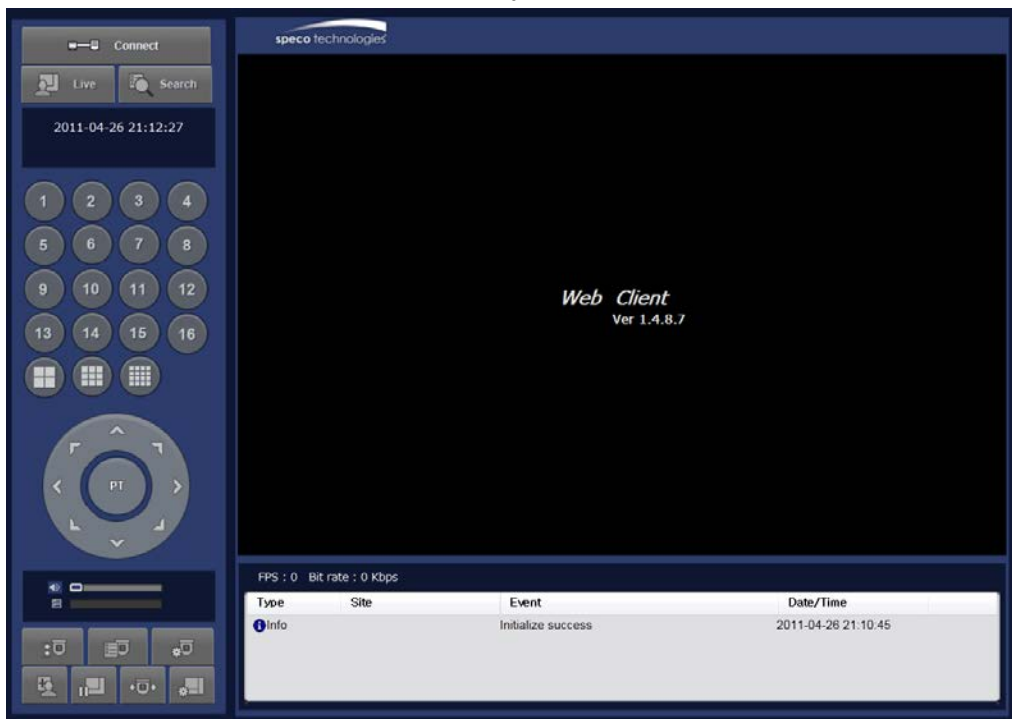 Connect
speco technologies
Live Search
2011-04-26 21:12:27
1 2 3 4
5 6 7 8
9 10 11 12
13 14 15 16
Web Client
Ver 1.4.8.7
PT
FPS : 0 Bit rate : 0 Kbps
Type Site Event Date/Time
Info Initialize success 2011-04-26 21:10:45